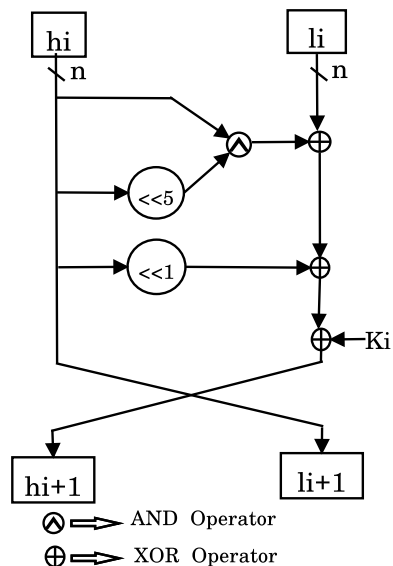 hi
li
n
n
<<5
<<1
Ki
hi+1
li+1
AND Operator
XOR Operator